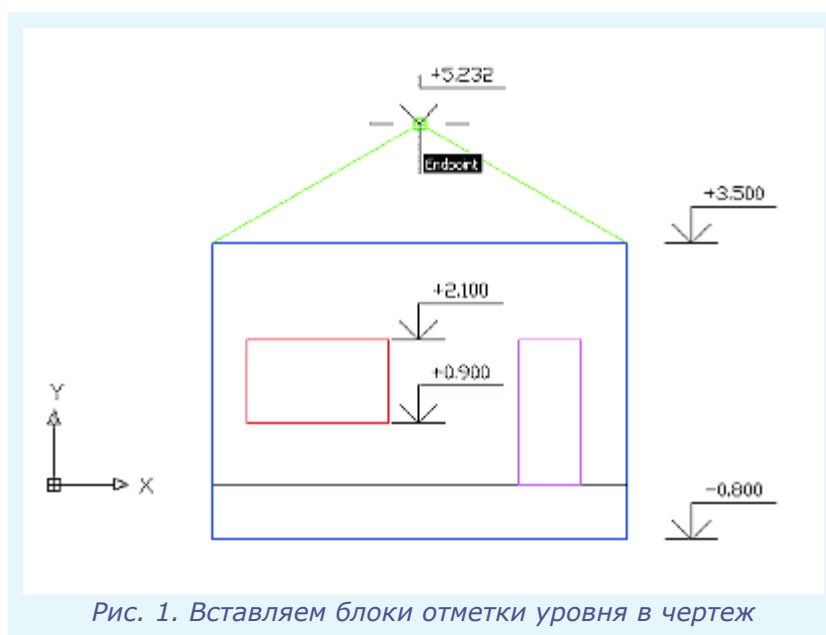 +5.232
Endpoint
+3.500
+2.100
+0.900
Y
X
-0.800
Рис. 1. Вставляем блоки отметки уровня в чертеж